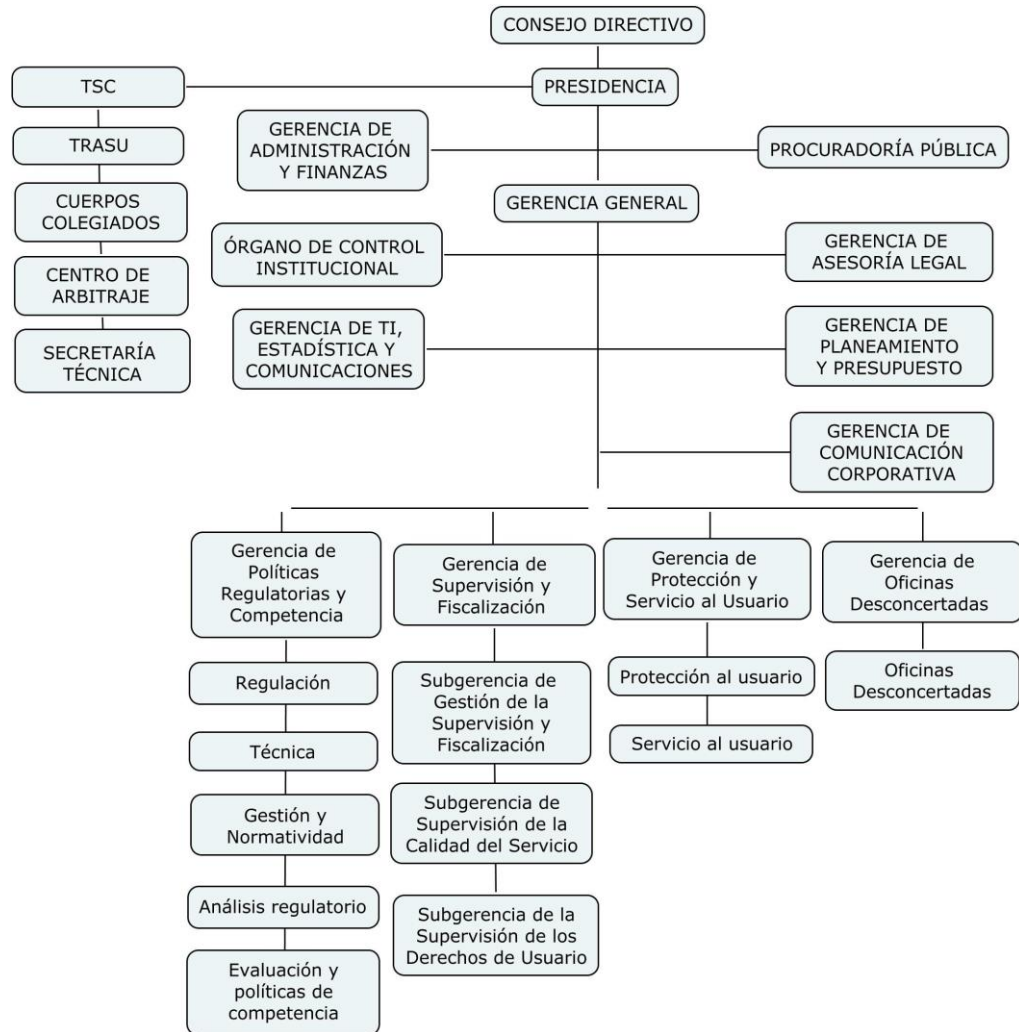 CONSEJO DIRECTIVO
PRESIDENCIA
TSC
TRASU
CUERPOS
COLEGIADOS
CENTRO DE
ARBITRAJE
SECRETARÍA
TÉCNICA
GERENCIA DE
ADMINISTRACIÓN
Y FINANZAS
PROCURADORÍA PÚBLICA
GERENCIA GENERAL
ÓRGANO DE CONTROL
INSTITUCIONAL
GERENCIA DE
ASESORÍA LEGAL
GERENCIA DE TI,
ESTADÍSTICA Y
COMUNICACIONES
GERENCIA DE
PLANEAMIENTO
Y PRESUPUESTO
GERENCIA DE
COMUNICACIÓN
CORPORATIVA
Gerencia de
Políticas
Regulatorias y
Competencia
Regulación
Técnica
Gestión y
Normatividad
Análisis regulatorio
Evaluación y
políticas de
competencia
Gerencia de
Supervisión y
Fiscalización
Subgerencia de
Gestión de la
Supervisión y
Fiscalización
Subgerencia de
Supervisión de la
Calidad del Servicio
Subgerencia de la
Supervisión de los
Derechos de Usuario
Gerencia de
Protección y
Servicio al Usuario
Protección al usuario
Servicio al usuario
Gerencia de
Oficinas
Desconcertadas
Oficinas
Desconcertadas